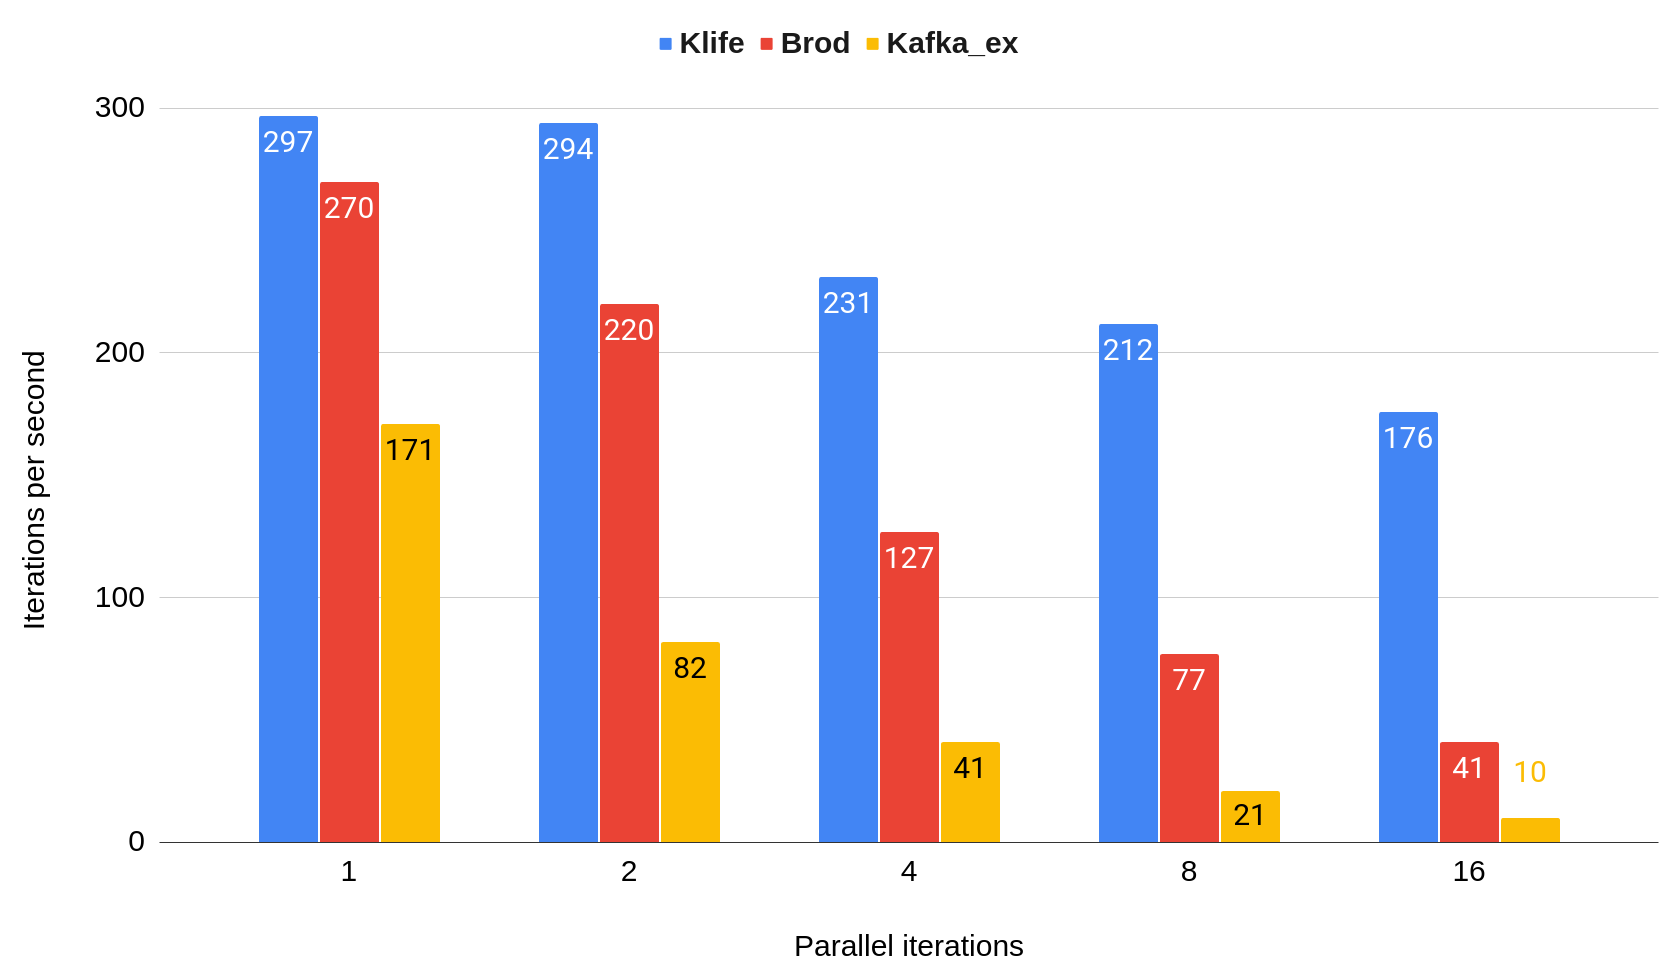 Klife Brod Kafka_ex
300
200
100
0
Iterations per second
297 270 171
294 220 82
231 127 41
212 77 21
176 41 10
1 2 4 8 16
Parallel iterations